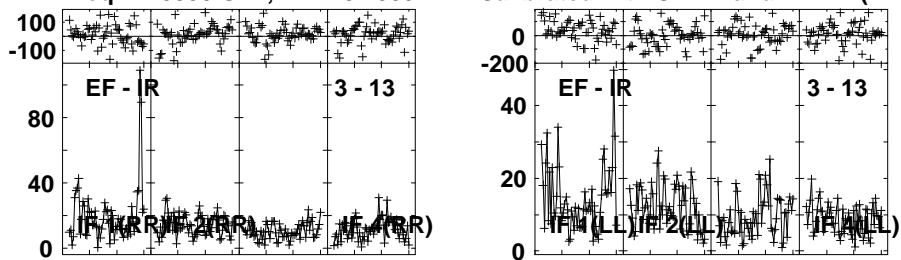 100
-100
EF - IR
3 - 13
80
40
0
IF 1(RR) IF 2(RR) IF 4(RR)
0
-200
EF - IR
3 - 13
40
20
0
IF 1(LL) IF 2(LL) IF 4(LL)